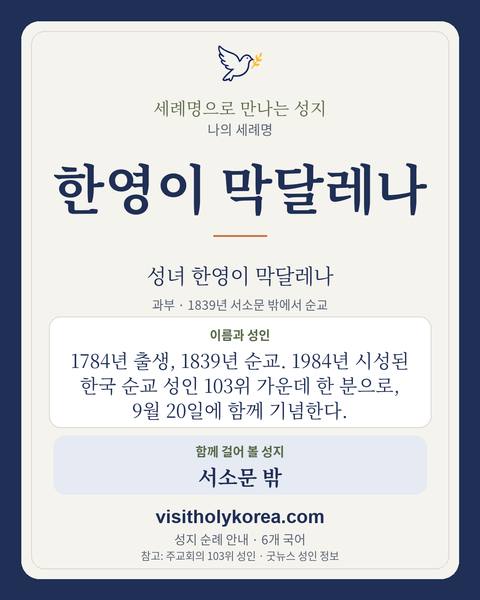 세례명으로 만나는 성지
나의 세례명
한영이 막달레나
성녀 한영이 막달레나
과부 · 1839년 서소문 밖에서 순교
이름과 성인
1784년 출생, 1839년 순교. 1984년 시성된
한국 순교 성인 103위 가운데 한 분으로,
9월 20일에 함께 기념한다.
함께 걸어 볼 성지
서소문 밖
visitholykorea.com
성지 순례 안내 · 6개 국어
참고: 주교회의 103위 성인 · 굿뉴스 성인 정보